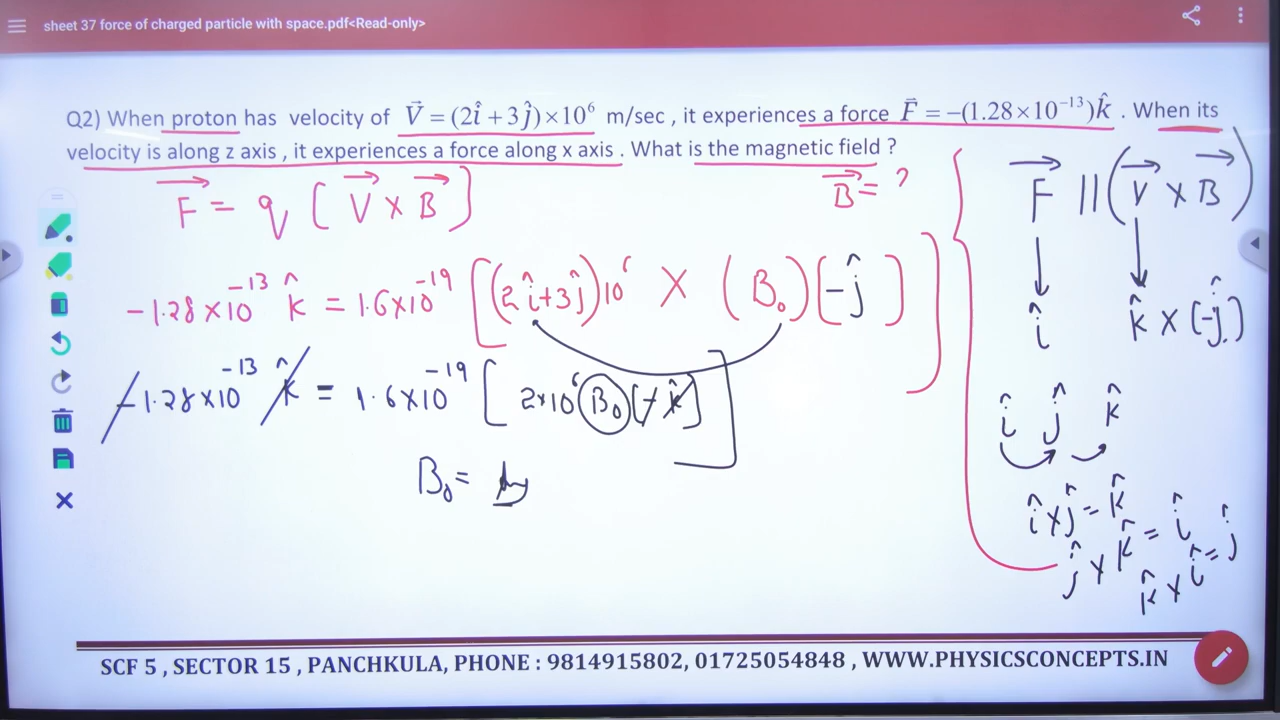 sheet 37 force of charged particle with space.pdf<Read-only>
Q2) When proton has velocity of V⃗ = (2î + 3ĵ)×10⁶ m/sec , it experiences a force F⃗ = −(1.28×10⁻¹³)k̂ . When its
velocity is along z axis , it experiences a force along x axis . What is the magnetic field ?
F⃗ = q [ V⃗ × B⃗ ]
B⃗ = ?
−1.28×10⁻¹³ k̂ = 1.6×10⁻¹⁹ [(2î+3ĵ)10⁶ × (B₀)(−ĵ)]
−1.28×10⁻¹³ k̂ = 1.6×10⁻¹⁹ [ 2×10⁶ B₀ (−k̂) ]
B₀ =
F⃗ || (V⃗ × B⃗)
î k̂ × (−ĵ)
î ĵ k̂
î × ĵ = k̂
ĵ × k̂ = î
k̂ × î = ĵ
SCF 5 , SECTOR 15 , PANCHKULA, PHONE : 9814915802, 01725054848 , WWW.PHYSICSCONCEPTS.IN